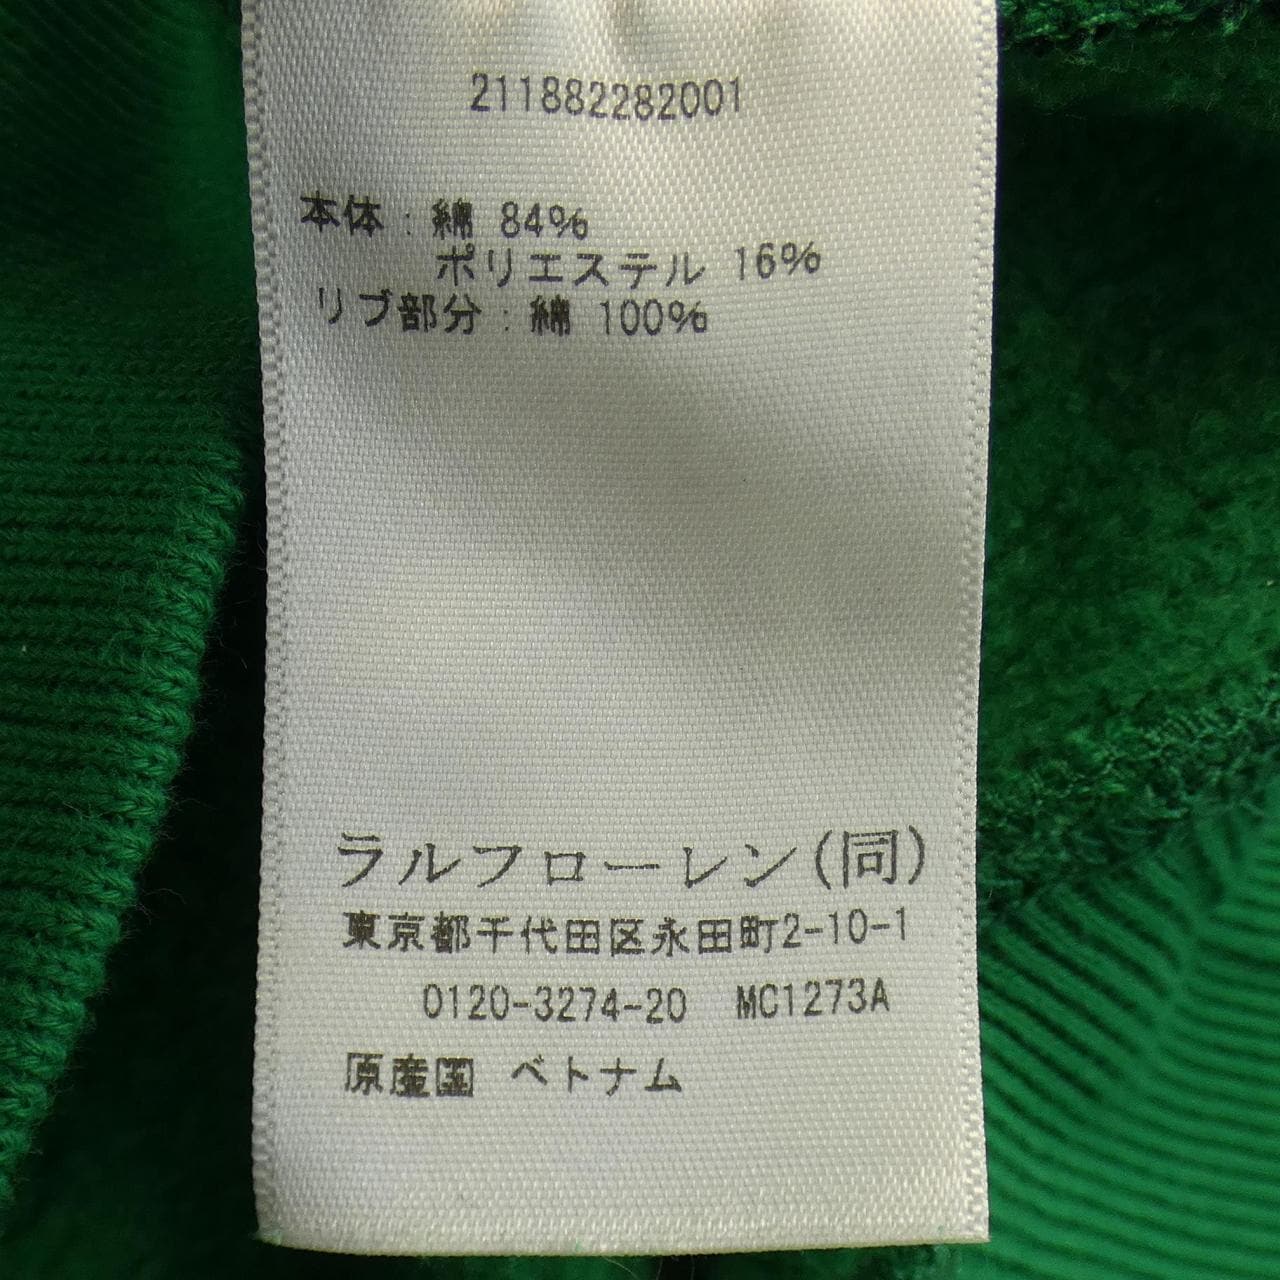 211882282001
本体：綿 84%
ポリエステル 16%
リブ部分：綿 100%
ラルフローレン(同)
東京都千代田区永田町2-10-1
0120-3274-20 MC1273A
原産国 ベトナム